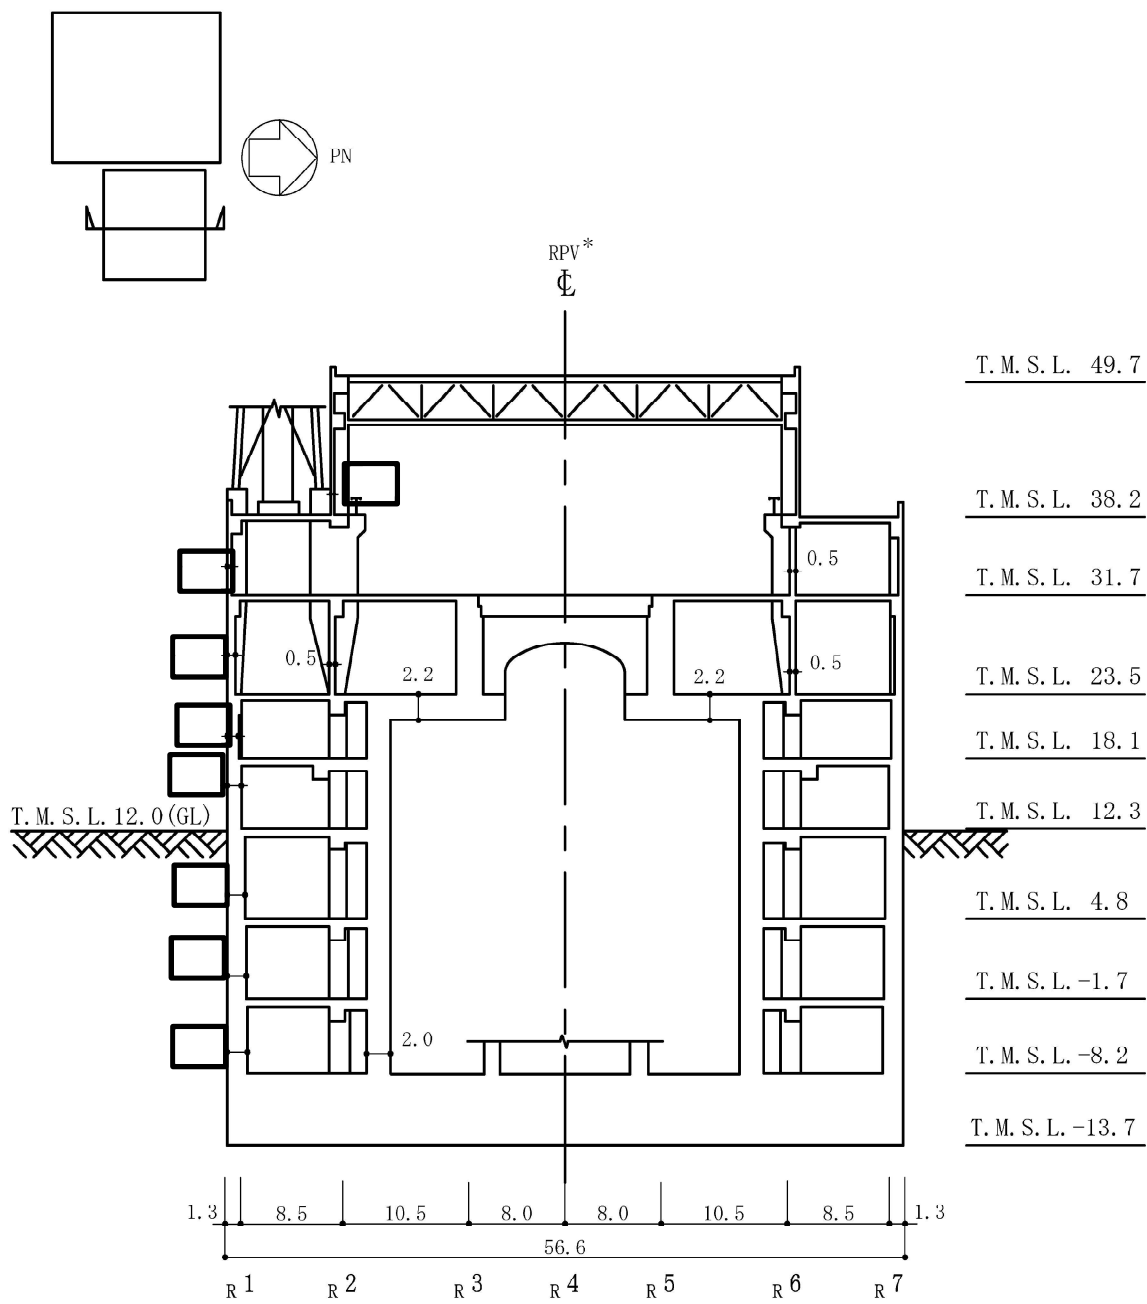 PN
RPV*
℄
T.M.S.L. 49.7
T.M.S.L. 38.2
0.5
T.M.S.L. 31.7
0.5
0.5
2.2
2.2
T.M.S.L. 23.5
T.M.S.L. 18.1
T.M.S.L.12.0(GL)
T.M.S.L. 12.3
T.M.S.L. 4.8
T.M.S.L.-1.7
2.0
T.M.S.L.-8.2
T.M.S.L.-13.7
1.3 8.5 10.5 8.0 8.0 10.5 8.5 1.3
56.6
R1 R2 R3 R4 R5 R6 R7